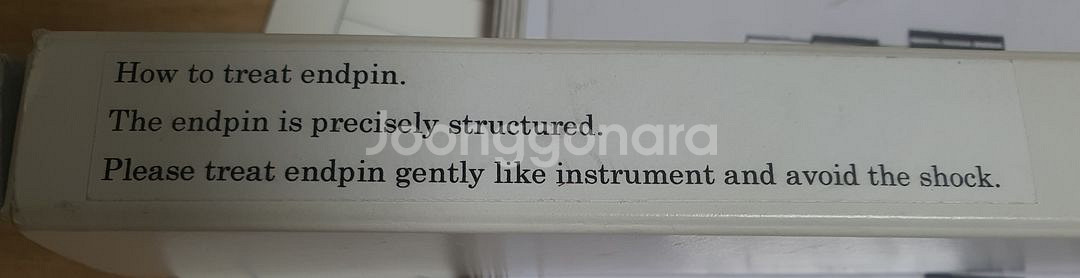 How to treat endpin.
The endpin is precisely structured.
Joonggonara
Please treat endpin gently like instrument and avoid the shock.